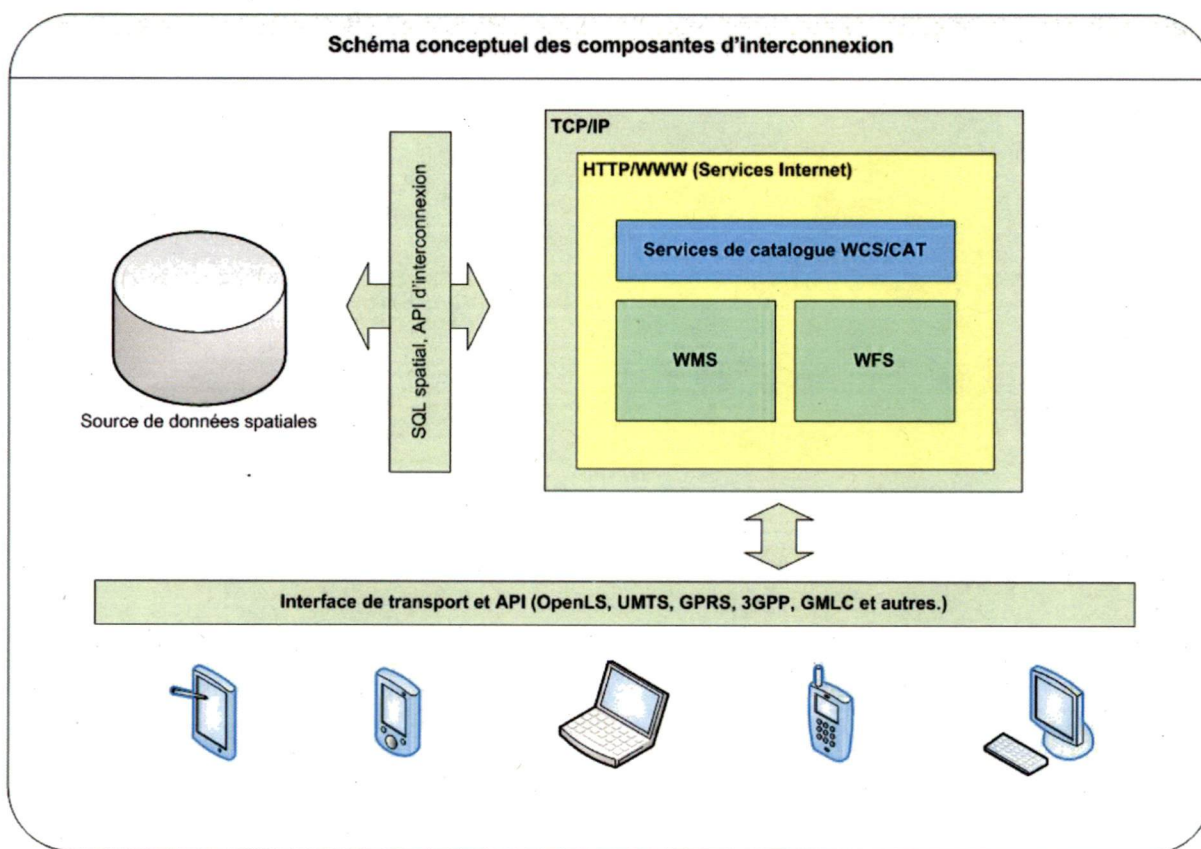 Schéma conceptuel des composantes d'interconnexion
TCP/IP
HTTP/WWW (Services Internet)
Services de catalogue WCS/CAT
WMS
WFS
SQL spatial, API d'interconnexion
Source de données spatiales
Interface de transport et API (OpenLS, UMTS, GPRS, 3GPP, GMLC et autres.)